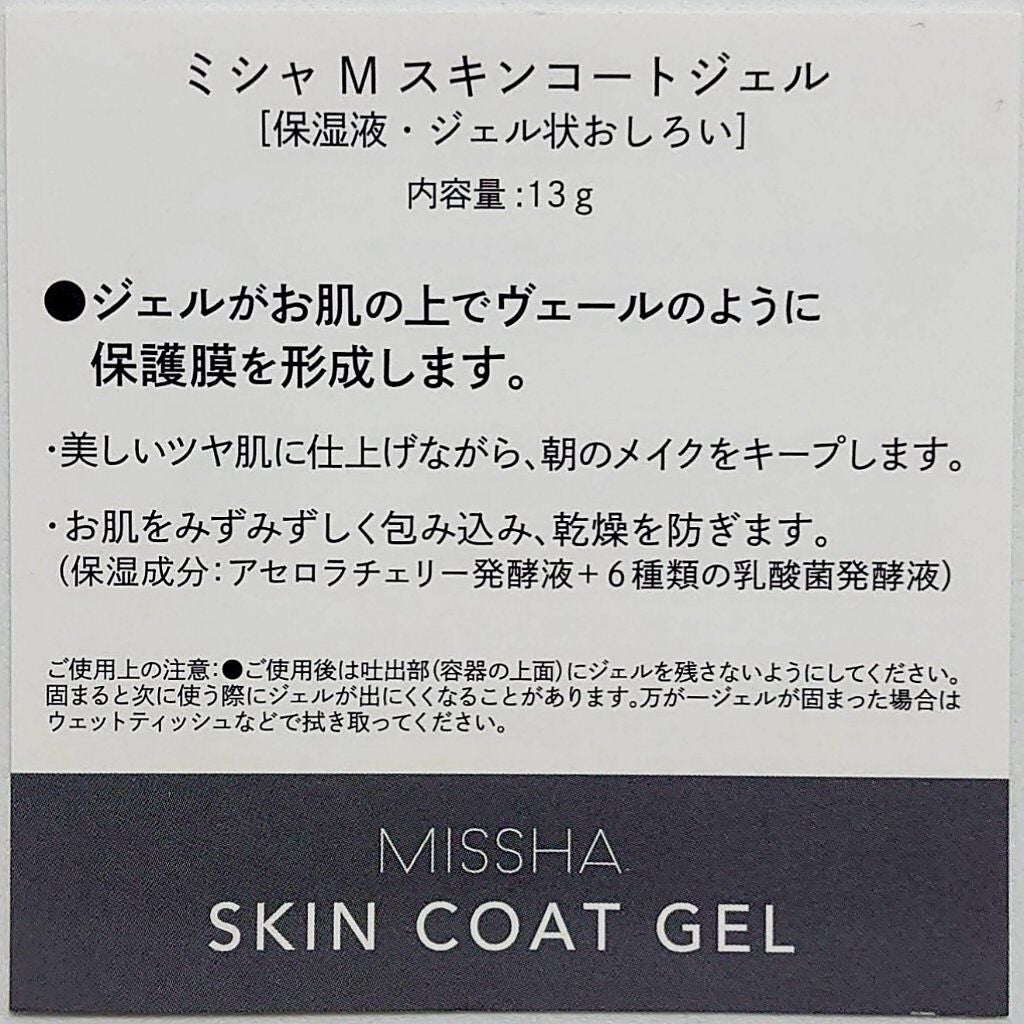 ミシャ M スキンコートジェル
[保湿液・ジェル状おしろい]
内容量:13g
●ジェルがお肌の上でヴェールのように
保護膜を形成します。
・美しいツヤ肌に仕上げながら、朝のメイクをキープします。
・お肌をみずみずしく包み込み、乾燥を防ぎます。
(保湿成分:アセロラチェリー発酵液+6種類の乳酸菌発酵液)
ご使用上の注意:●ご使用後は吐出部(容器の上面)にジェルを残さないようにしてください。
固まると次に使う際にジェルが出にくくなることがあります。万が一ジェルが固まった場合は
ウェットティッシュなどで拭き取ってください。
MISSHA
SKIN COAT GEL